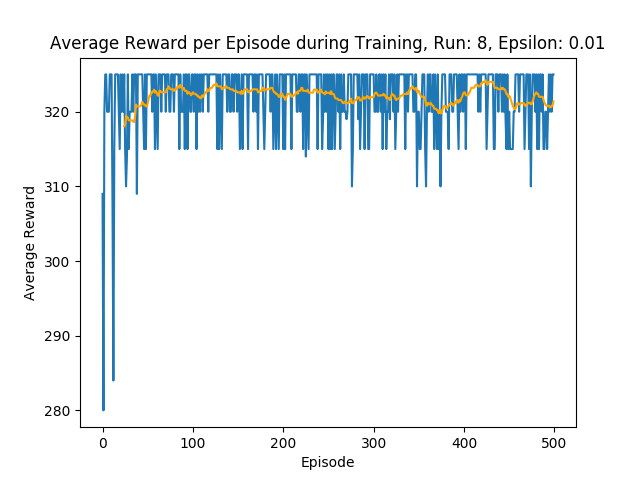 Average Reward per Episode during Training, Run: 8, Epsilon: 0.01
Average Reward
320
310
300
290
280
0 100 200 300 400 500
Episode